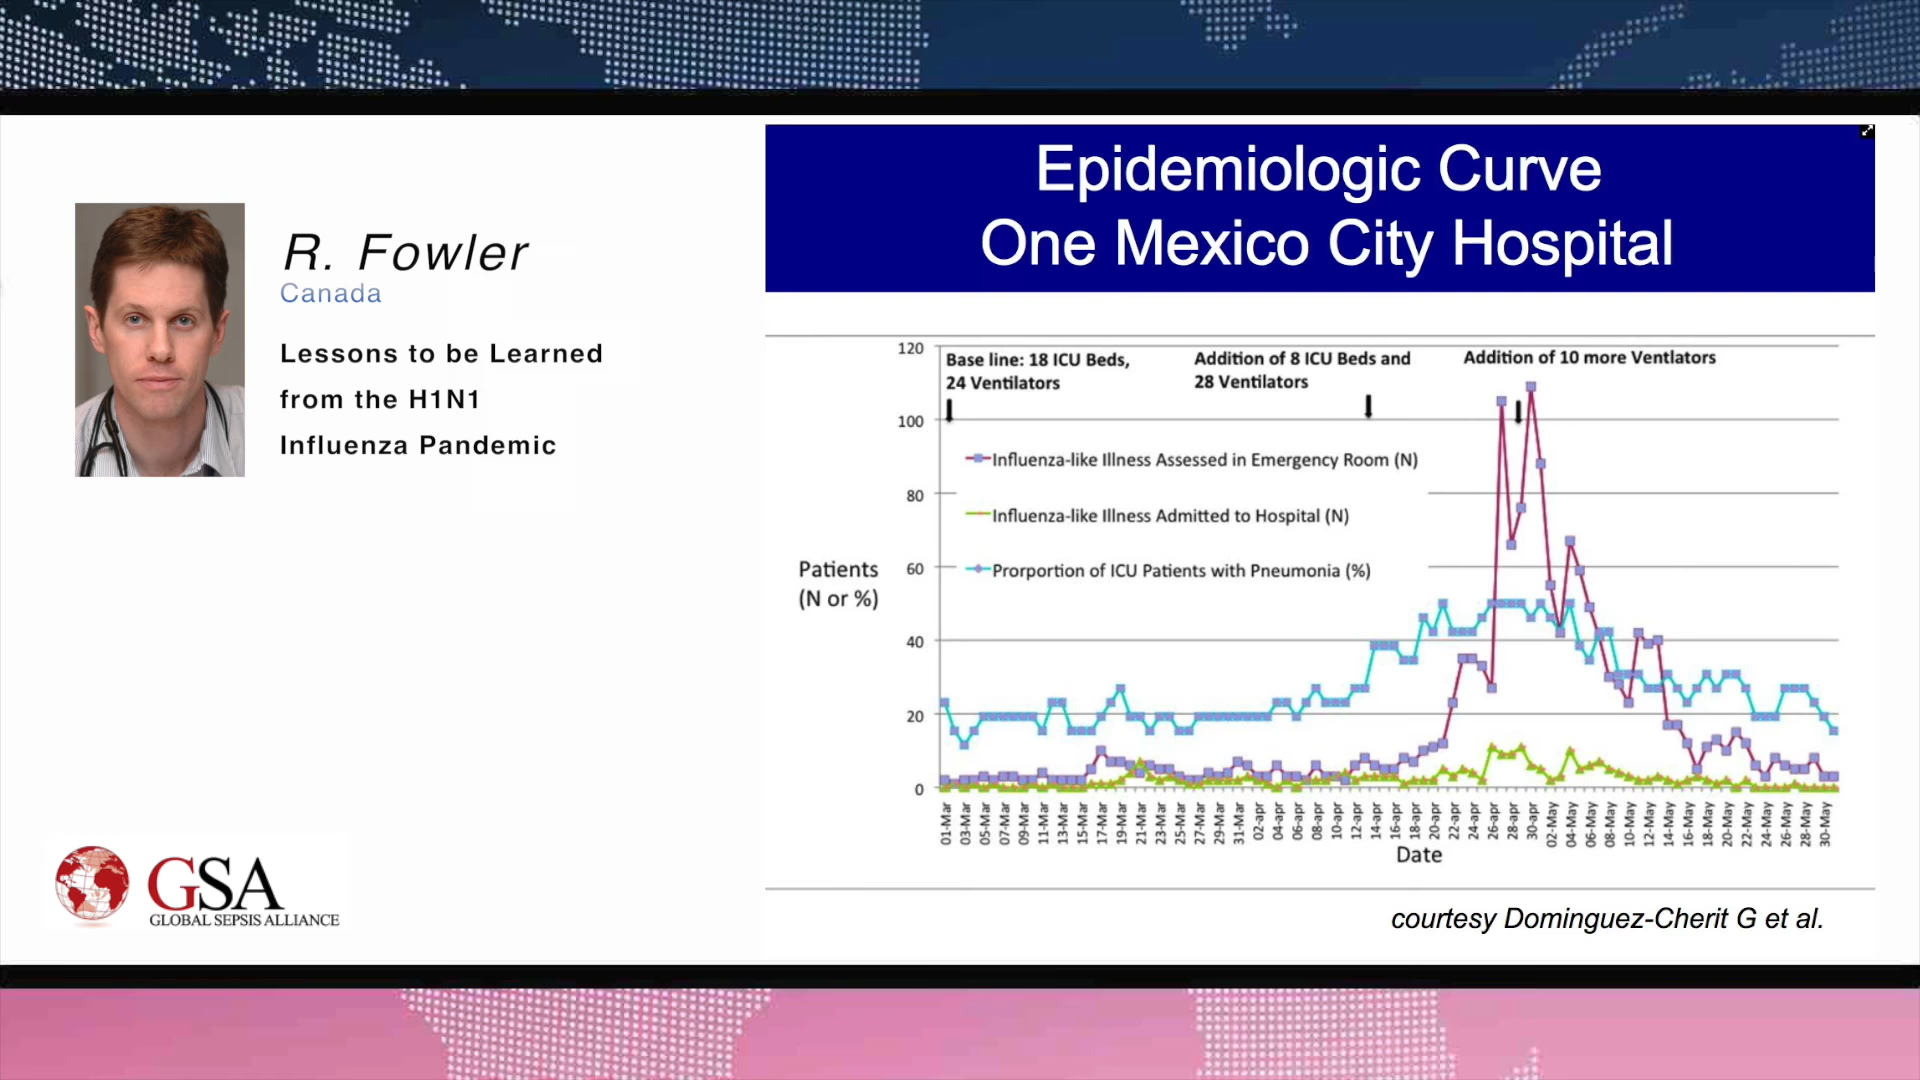 R. Fowler
Canada
Lessons to be Learned
from the H1N1
Influenza Pandemic
GSA
GLOBAL SEPSIS ALLIANCE
Epidemiologic Curve
One Mexico City Hospital
Base line: 18 ICU Beds,
24 Ventilators
Addition of 8 ICU Beds and
28 Ventilators
Addition of 10 more Ventlators
Influenza-like Illness Assessed in Emergency Room (N)
Influenza-like Illness Admitted to Hospital (N)
Prorportion of ICU Patients with Pneumonia (%)
Patients
(N or %)
120
100
80
60
40
20
0
01-Mar
03-Mar
05-Mar
07-Mar
09-Mar
11-Mar
13-Mar
15-Mar
17-Mar
19-Mar
21-Mar
23-Mar
25-Mar
27-Mar
29-Mar
31-Mar
02-apr
04-apr
06-apr
08-apr
10-apr
12-apr
14-apr
16-apr
18-apr
20-apr
22-apr
24-apr
26-apr
28-apr
30-apr
02-May
04-May
06-May
08-May
10-May
12-May
14-May
16-May
18-May
20-May
22-May
24-May
26-May
28-May
30-May
Date
courtesy Dominguez-Cherit G et al.